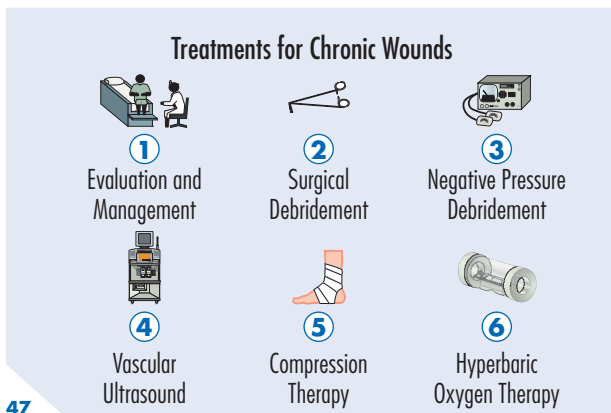 Treatments for Chronic Wounds
1
Evaluation and
Management
2
Surgical
Debridement
3
Negative Pressure
Debridement
4
Vascular
Ultrasound
5
Compression
Therapy
6
Hyperbaric
Oxygen Therapy
47